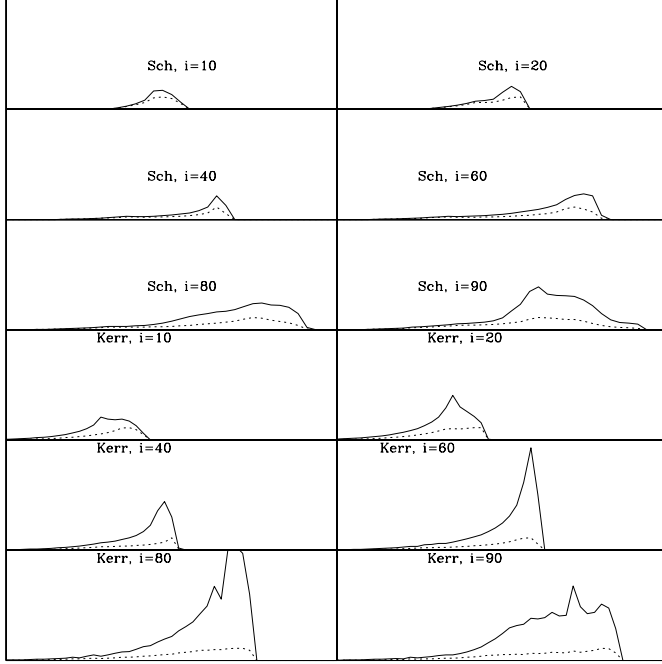 Sch, i=10
Sch, i=20
Sch, i=40
Sch, i=60
Sch, i=80
Sch, i=90
Kerr, i=10
Kerr, i=20
Kerr, i=40
Kerr, i=60
Kerr, i=80
Kerr, i=90